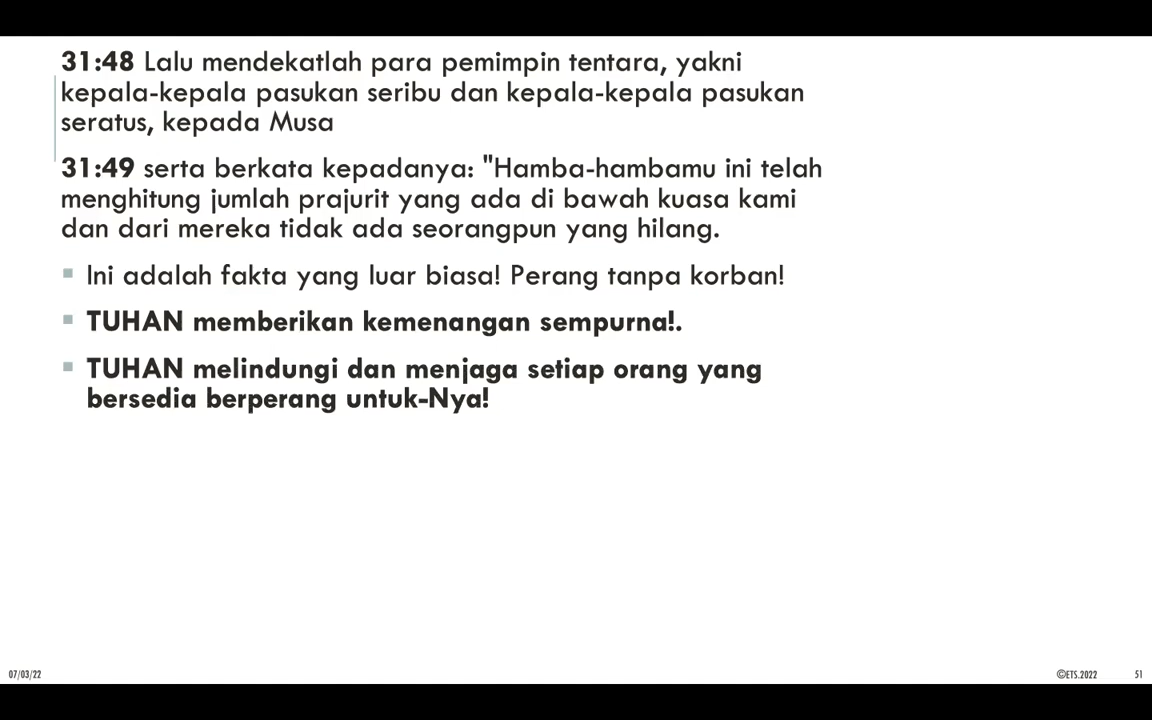 31:48 Lalu mendekatlah para pemimpin tentara, yakni
kepala-kepala pasukan seribu dan kepala-kepala pasukan
seratus, kepada Musa
31:49 serta berkata kepadanya: "Hamba-hambamu ini telah
menghitung jumlah prajurit yang ada di bawah kuasa kami
dan dari mereka tidak ada seorangpun yang hilang.
▪ Ini adalah fakta yang luar biasa! Perang tanpa korban!
▪ TUHAN memberikan kemenangan sempurna!.
▪ TUHAN melindungi dan menjaga setiap orang yang
bersedia berperang untuk-Nya!
07/03/22
©ETS.2022
51